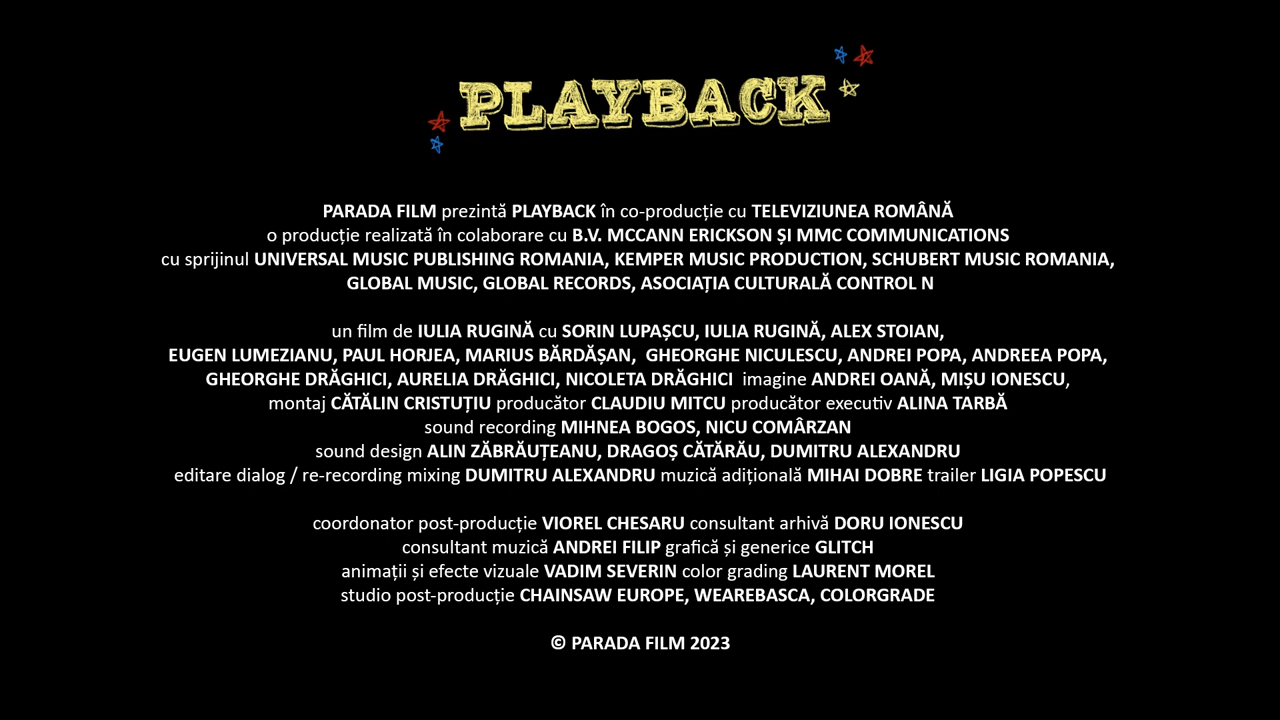 PLAYBACK
PARADA FILM prezintă PLAYBACK în co-producție cu TELEVIZIUNEA ROMÂNĂ
o producție realizată în colaborare cu B.V. MCCANN ERICKSON ȘI MMC COMMUNICATIONS
cu sprijinul UNIVERSAL MUSIC PUBLISHING ROMANIA, KEMPER MUSIC PRODUCTION, SCHUBERT MUSIC ROMANIA,
GLOBAL MUSIC, GLOBAL RECORDS, ASOCIAȚIA CULTURALĂ CONTROL N
un film de IULIA RUGINĂ cu SORIN LUPAȘCU, IULIA RUGINĂ, ALEX STOIAN,
EUGEN LUMEZIANU, PAUL HORJEA, MARIUS BĂRDĂȘAN, GHEORGHE NICULESCU, ANDREI POPA, ANDREEA POPA,
GHEORGHE DRĂGHICI, AURELIA DRĂGHICI, NICOLETA DRĂGHICI imagine ANDREI OANĂ, MIȘU IONESCU,
montaj CĂTĂLIN CRISTUȚIU producător CLAUDIU MITCU producător executiv ALINA TARBĂ
sound recording MIHNEA BOGOS, NICU COMÂRZAN
sound design ALIN ZĂBRĂUȚEANU, DRAGOȘ CĂTĂRĂU, DUMITRU ALEXANDRU
editare dialog / re-recording mixing DUMITRU ALEXANDRU muzică adițională MIHAI DOBRE trailer LIGIA POPESCU
coordonator post-producție VIOREL CHESARU consultant arhivă DORU IONESCU
consultant muzică ANDREI FILIP grafică și generice GLITCH
animații și efecte vizuale VADIM SEVERIN color grading LAURENT MOREL
studio post-producție CHAINSAW EUROPE, WEAREBASCA, COLORGRADE
© PARADA FILM 2023